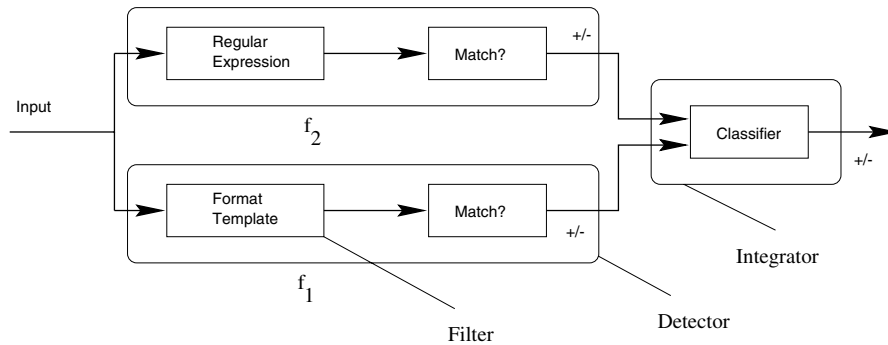 Regular
Expression
Match?
+/-
Input
f2
Classifier
+/-
Format
Template
Match?
+/-
Integrator
f1
Filter
Detector